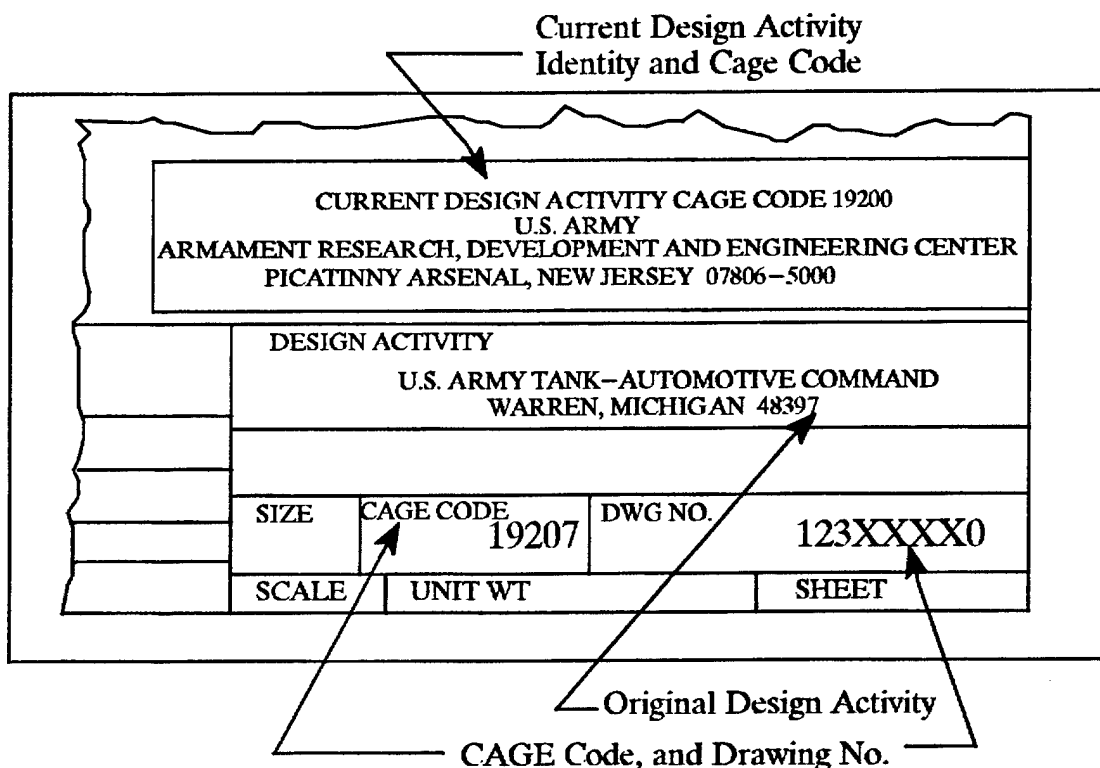 Current Design Activity
Identity and Cage Code
CURRENT DESIGN ACTIVITY CAGE CODE 19200
U.S. ARMY
ARMAMENT RESEARCH, DEVELOPMENT AND ENGINEERING CENTER
PICATINNY ARSENAL, NEW JERSEY 07806–5000
DESIGN ACTIVITY
U.S. ARMY TANK–AUTOMOTIVE COMMAND
WARREN, MICHIGAN 48397
SIZE CAGE CODE DWG NO.
19207 123XXXX0
SCALE UNIT WT SHEET
Original Design Activity
CAGE Code, and Drawing No.